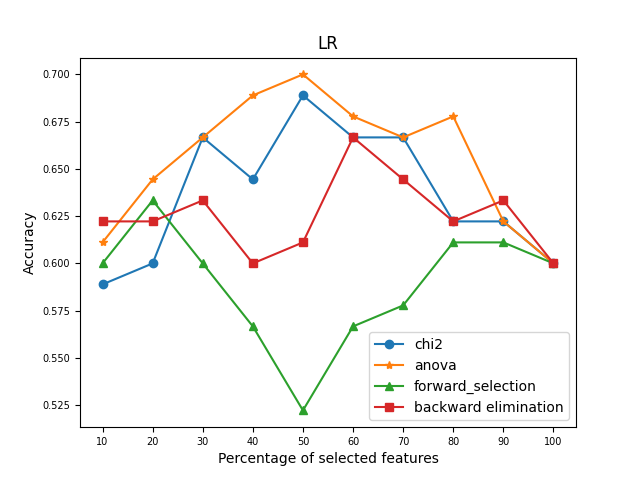 LR
Accuracy
0.700
0.675
0.650
0.625
0.600
0.575
0.550
0.525
chi2
anova
forward_selection
backward elimination
10 20 30 40 50 60 70 80 90 100
Percentage of selected features